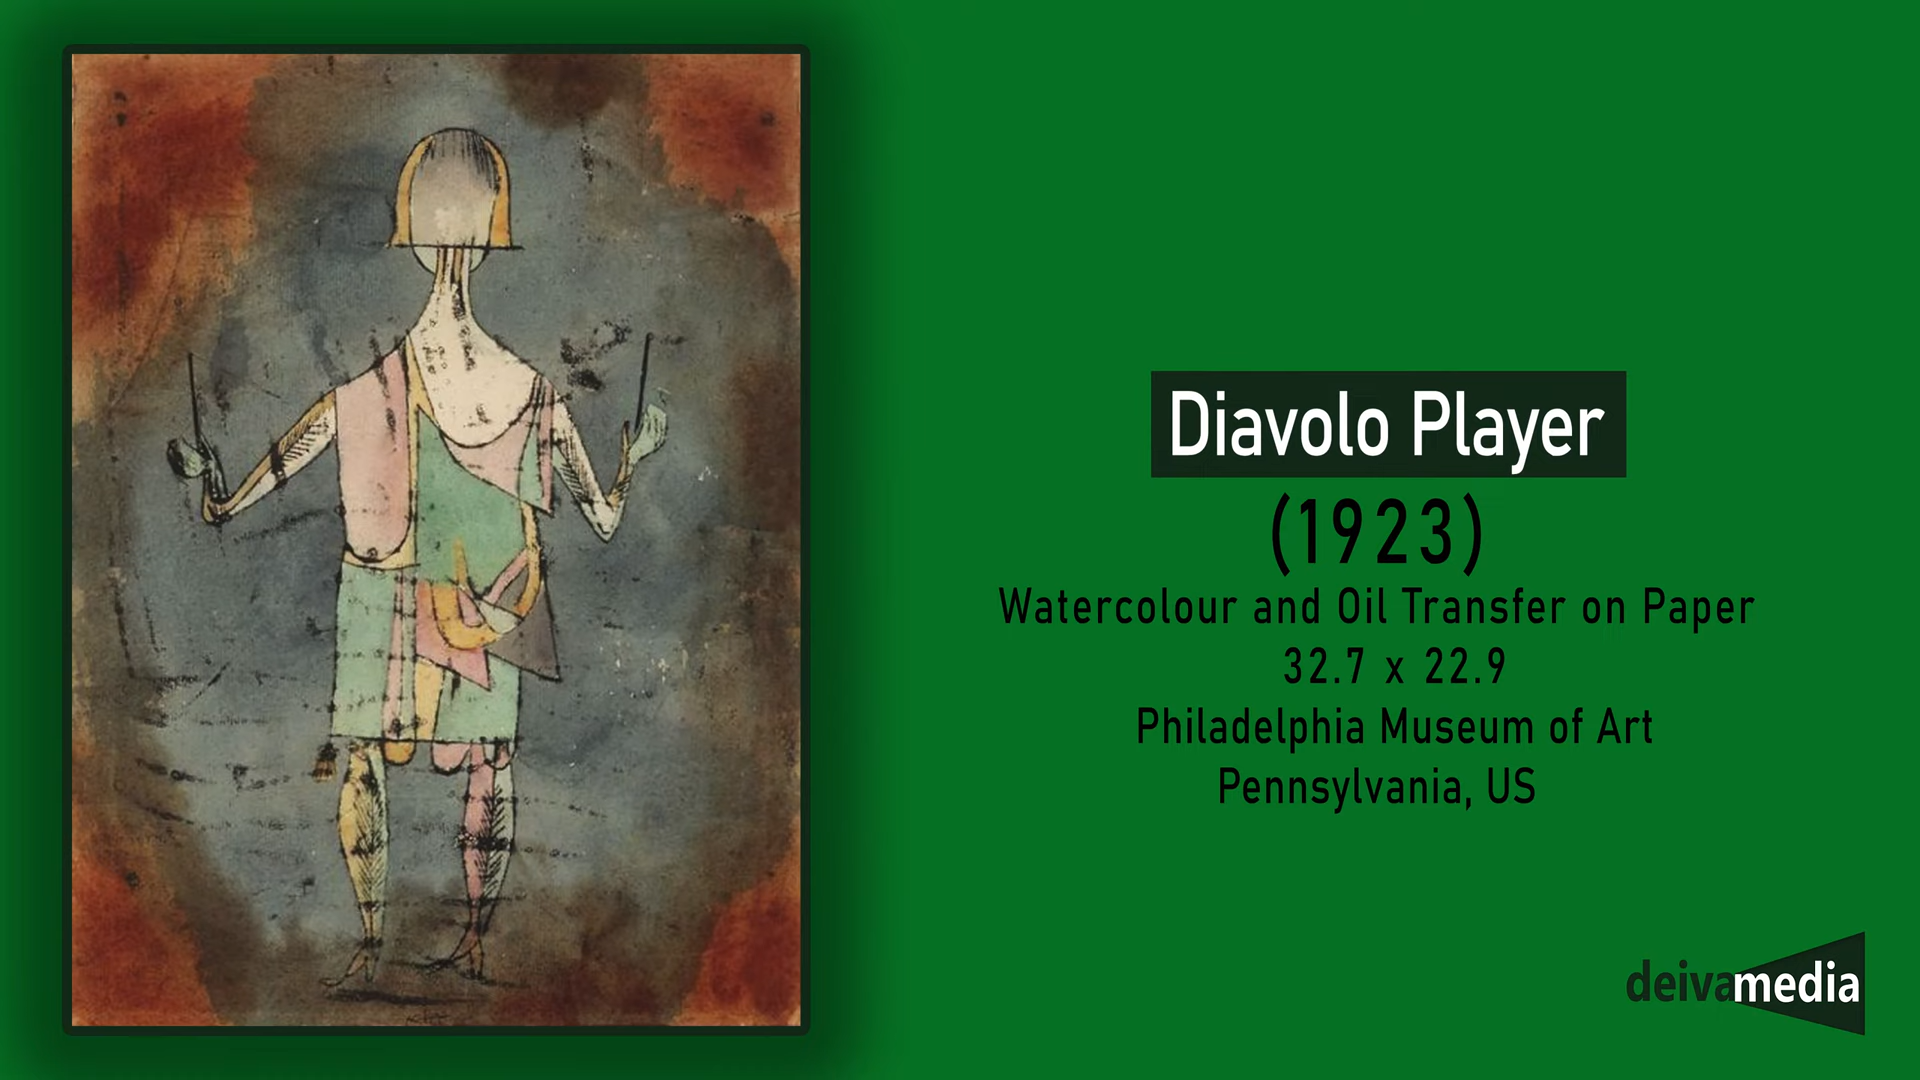 Diavolo Player
(1923)
Watercolour and Oil Transfer on Paper
32.7 x 22.9
Philadelphia Museum of Art
Pennsylvania, US
deivamedia